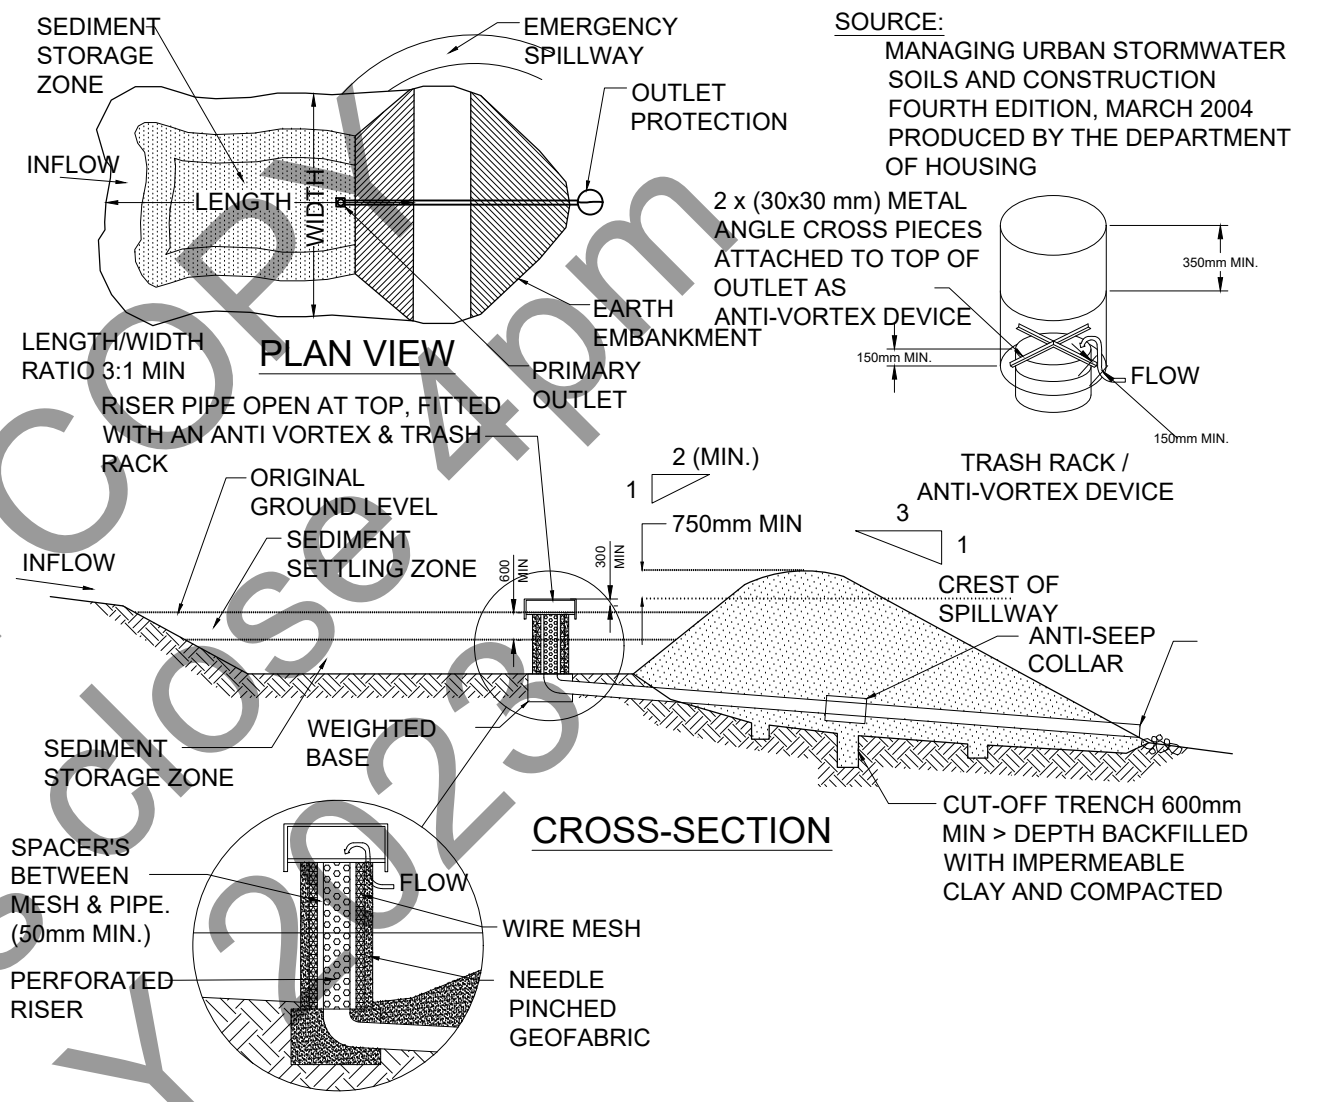 SEDIMENT
STORAGE
ZONE
EMERGENCY
SPILLWAY
OUTLET
PROTECTION
SOURCE:
MANAGING URBAN STORMWATER
SOILS AND CONSTRUCTION
FOURTH EDITION, MARCH 2004
PRODUCED BY THE DEPARTMENT
OF HOUSING
INFLOW
LENGTH
WIDTH
2 x (30x30 mm) METAL
ANGLE CROSS PIECES
ATTACHED TO TOP OF
OUTLET AS
ANTI-VORTEX DEVICE
350mm MIN.
150mm MIN.
FLOW
150mm MIN.
TRASH RACK /
ANTI-VORTEX DEVICE
EARTH
EMBANKMENT
LENGTH/WIDTH
RATIO 3:1 MIN
PLAN VIEW
PRIMARY
OUTLET
RISER PIPE OPEN AT TOP, FITTED
WITH AN ANTI VORTEX & TRASH
RACK
ORIGINAL
GROUND LEVEL
SEDIMENT
SETTLING ZONE
INFLOW
600
MIN
300
MIN
2 (MIN.)
1
750mm MIN
3
1
CREST OF
SPILLWAY
ANTI-SEEP
COLLAR
WEIGHTED
BASE
SEDIMENT
STORAGE ZONE
CROSS-SECTION
CUT-OFF TRENCH 600mm
MIN > DEPTH BACKFILLED
WITH IMPERMEABLE
CLAY AND COMPACTED
SPACER'S
BETWEEN
MESH & PIPE.
(50mm MIN.)
FLOW
WIRE MESH
PERFORATED
RISER
NEEDLE
PINCHED
GEOFABRIC
COPY
close 4pm
Y 2023